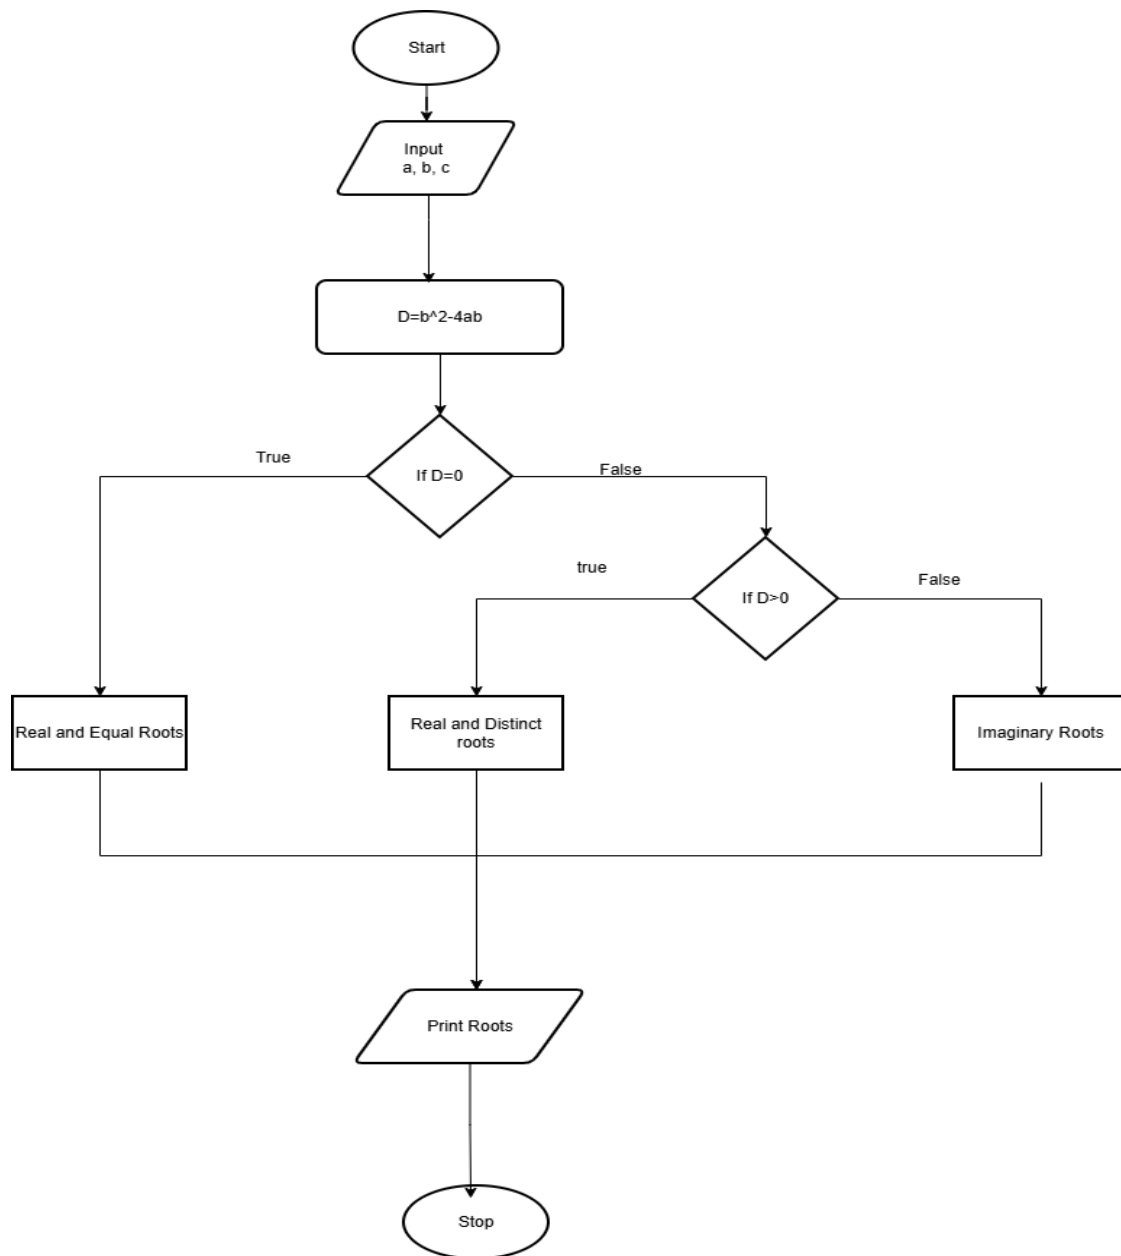 Start
Input
a, b, c
D=b^2-4ab
True
If D=0
False
true
If D>0
False
Real and Equal Roots
Real and Distinct
roots
Imaginary Roots
Print Roots
Stop